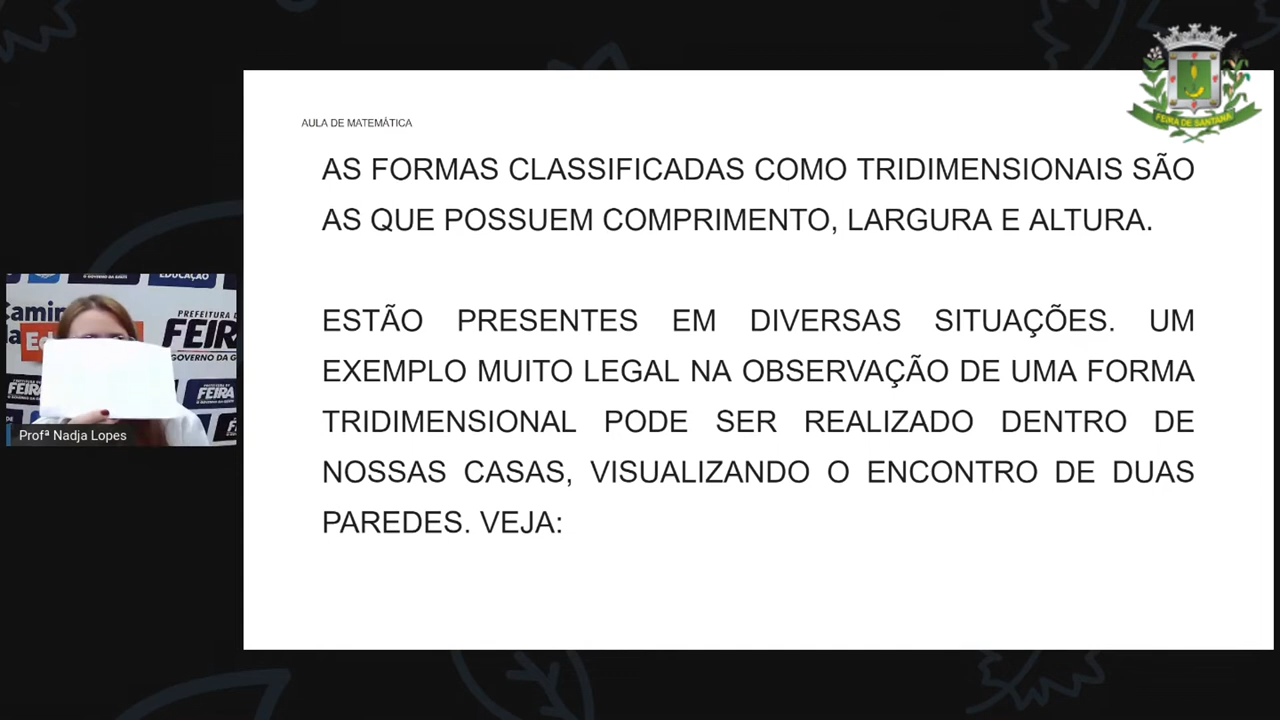 AULA DE MATEMÁTICA
AS FORMAS CLASSIFICADAS COMO TRIDIMENSIONAIS SÃO
AS QUE POSSUEM COMPRIMENTO, LARGURA E ALTURA.
ESTÃO PRESENTES EM DIVERSAS SITUAÇÕES. UM
EXEMPLO MUITO LEGAL NA OBSERVAÇÃO DE UMA FORMA
TRIDIMENSIONAL PODE SER REALIZADO DENTRO DE
NOSSAS CASAS, VISUALIZANDO O ENCONTRO DE DUAS
PAREDES. VEJA:
FEIRA DE SANTANA
EDUCAÇÃO
PREFEITURA
FEIR
GOVERNO DA
FEIRA
FEIRA
Profª Nadja Lopes